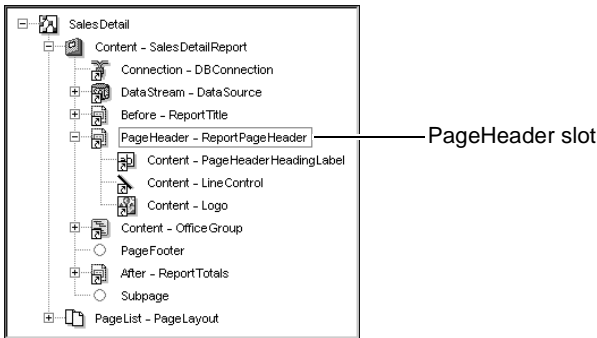 SalesDetail
Content - SalesDetailReport
Connection - DBConnection
DataStream - DataSource
Before - ReportTitle
PageHeader - ReportPageHeader
PageHeader slot
Content - PageHeaderHeadingLabel
Content - LineControl
Content - Logo
Content - OfficeGroup
PageFooter
After - ReportTotals
Subpage
PageList - PageLayout